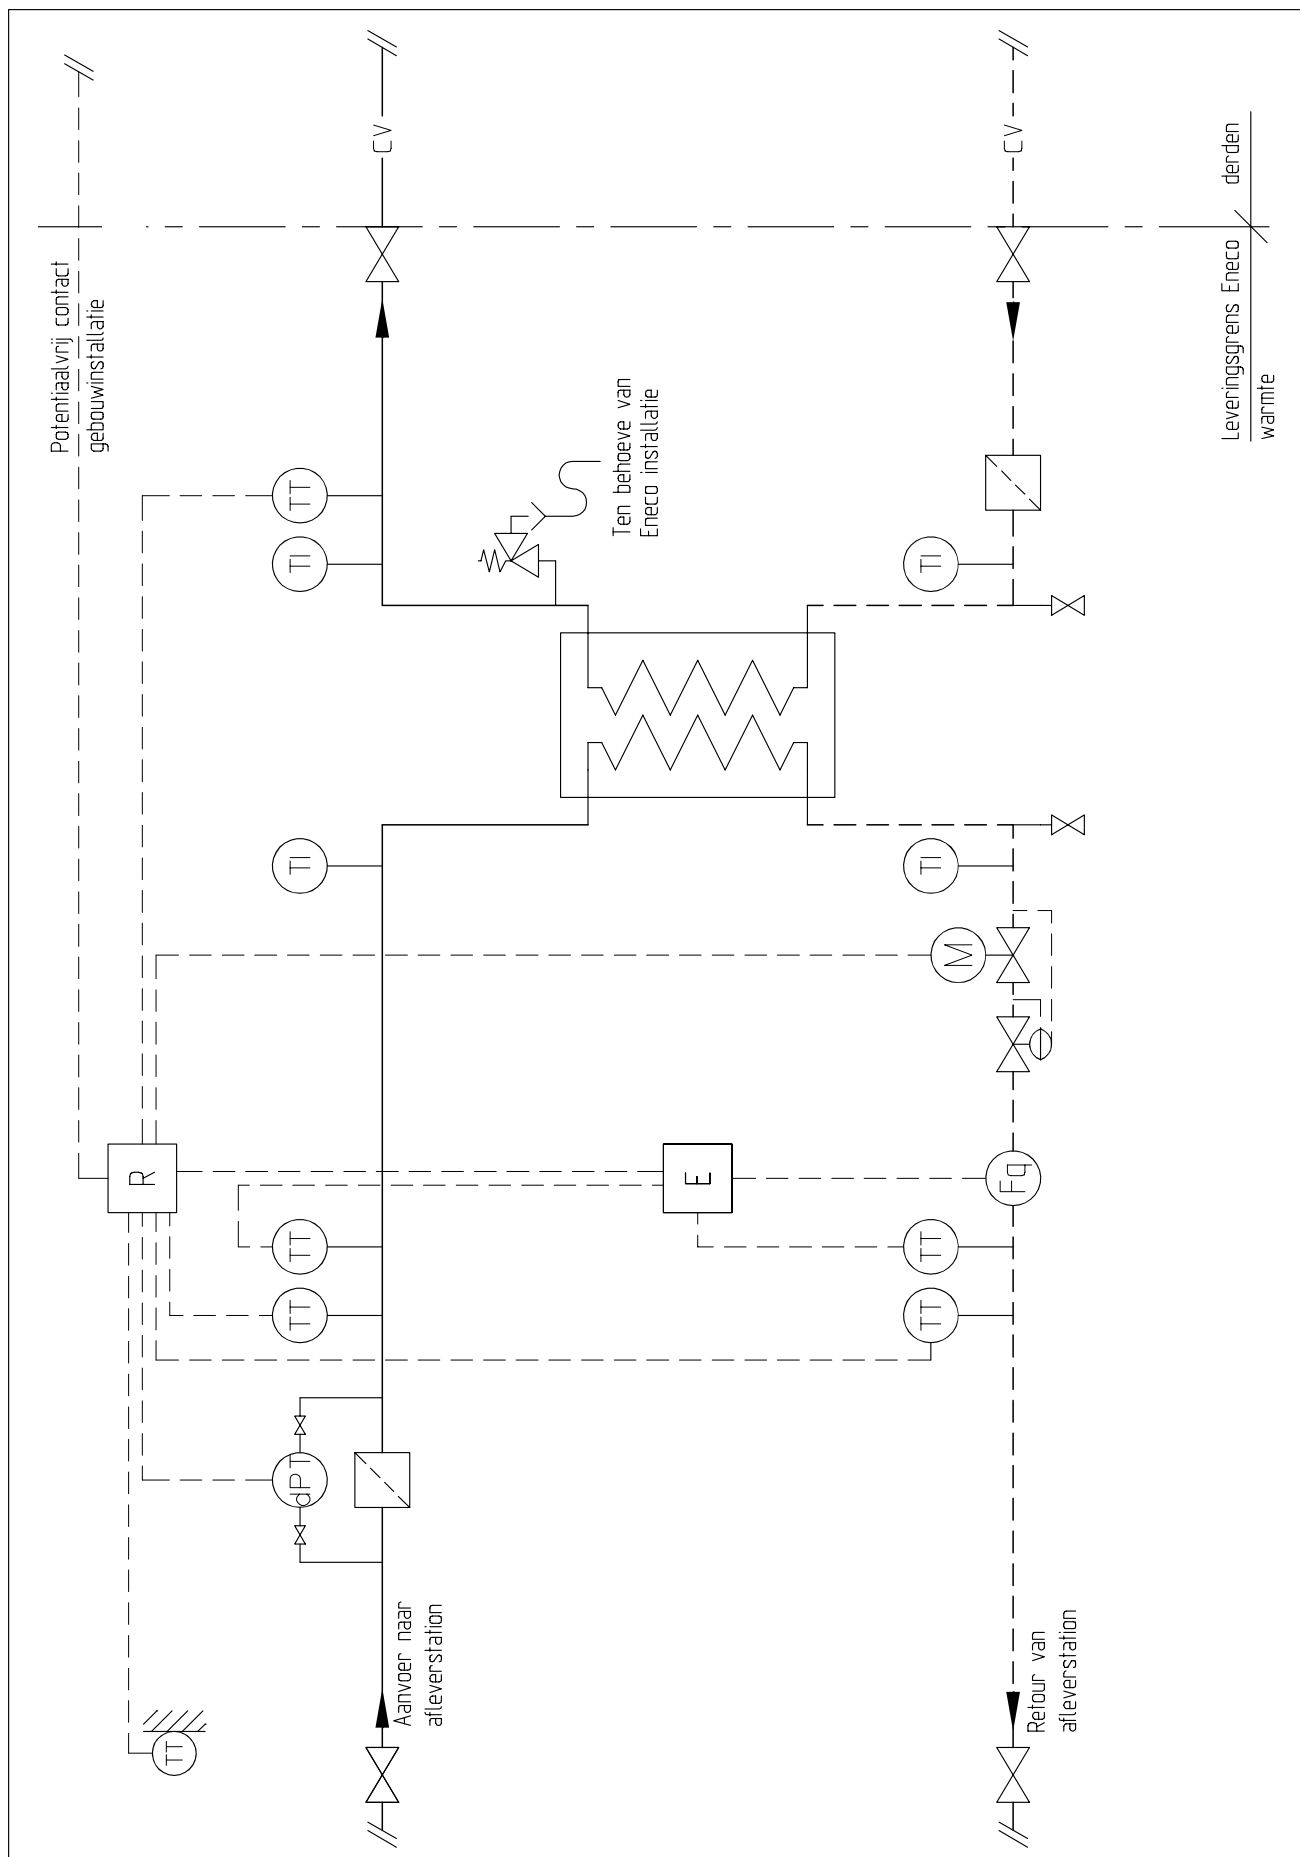 Potentiaalvrij contact
gebouwinstallatie
CV
CV
TT
TI
Ten behoeve van
Eneco installatie
TI
Leveringsgrens Eneco
warmte
derden
TI
TI
M
R
E
Fq
TT
TT
TT
TT
dPT
Aanvoer naar
afleverstation
Retour van
afleverstation
TT